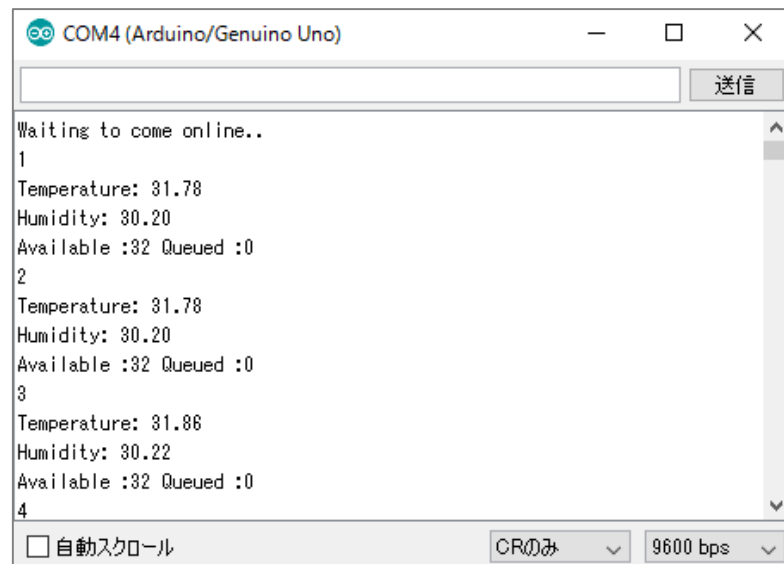 COM4 (Arduino/Genuino Uno)
送信
Waiting to come online..
1
Temperature: 31.78
Humidity: 30.20
Available :32 Queued :0
2
Temperature: 31.78
Humidity: 30.20
Available :32 Queued :0
3
Temperature: 31.86
Humidity: 30.22
Available :32 Queued :0
4
自動スクロール CRのみ 9600 bps